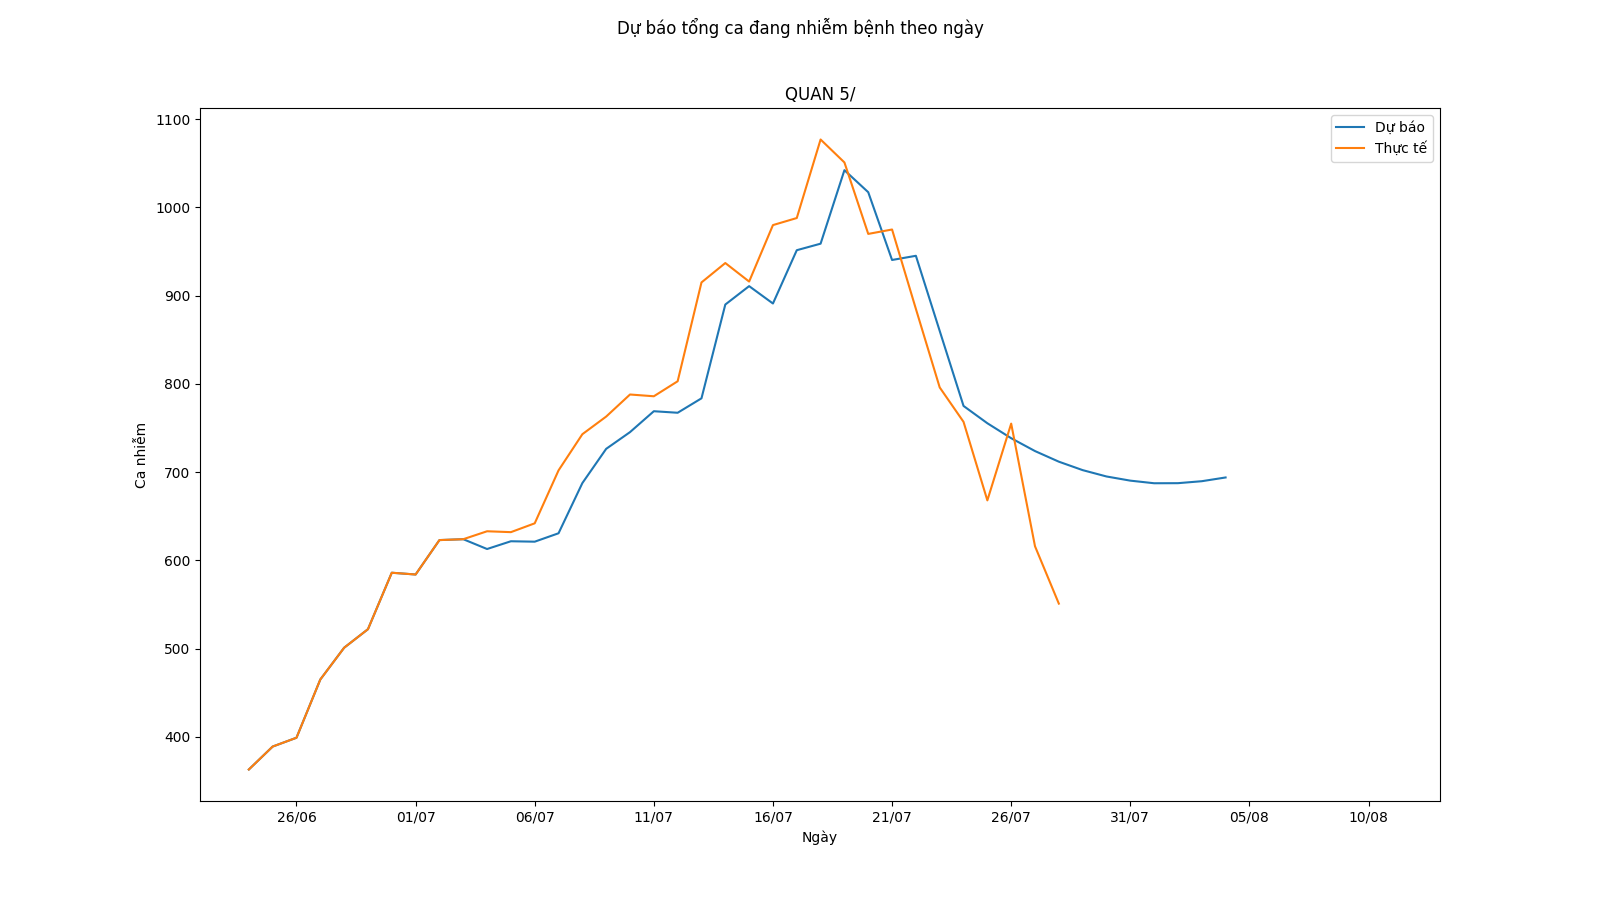 Dự báo tổng ca đang nhiễm bệnh theo ngày
QUAN 5/
Dự báo
Thực tế
1100
1000
900
800
700
600
500
400
Ca nhiễm
26/06 01/07 06/07 11/07 16/07 21/07 26/07 31/07 05/08 10/08
Ngày